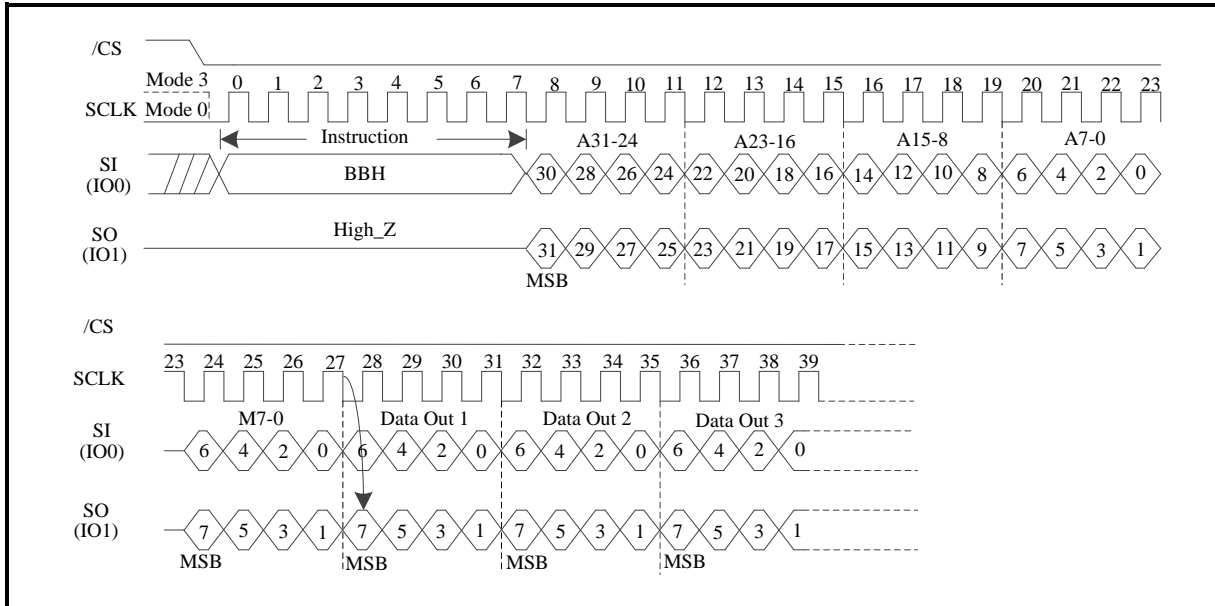 /CS
Mode 3 0 1 2 3 4 5 6 7 8 9 10 11 12 13 14 15 16 17 18 19 20 21 22 23
SCLK Mode 0
Instruction A31-24 A23-16 A15-8 A7-0
SI
(IO0)
BBH 30 28 26 24 22 20 18 16 14 12 10 8 6 4 2 0
High_Z
SO
(IO1)
31 29 27 25 23 21 19 17 15 13 11 9 7 5 3 1
MSB
/CS
23 24 25 26 27 28 29 30 31 32 33 34 35 36 37 38 39
SCLK
M7-0 Data Out 1 Data Out 2 Data Out 3
SI
(IO0)
6 4 2 0 6 4 2 0 6 4 2 0 6 4 2 0
SO
(IO1)
7 5 3 1 7 5 3 1 7 5 3 1 7 5 3 1
MSB MSB MSB MSB